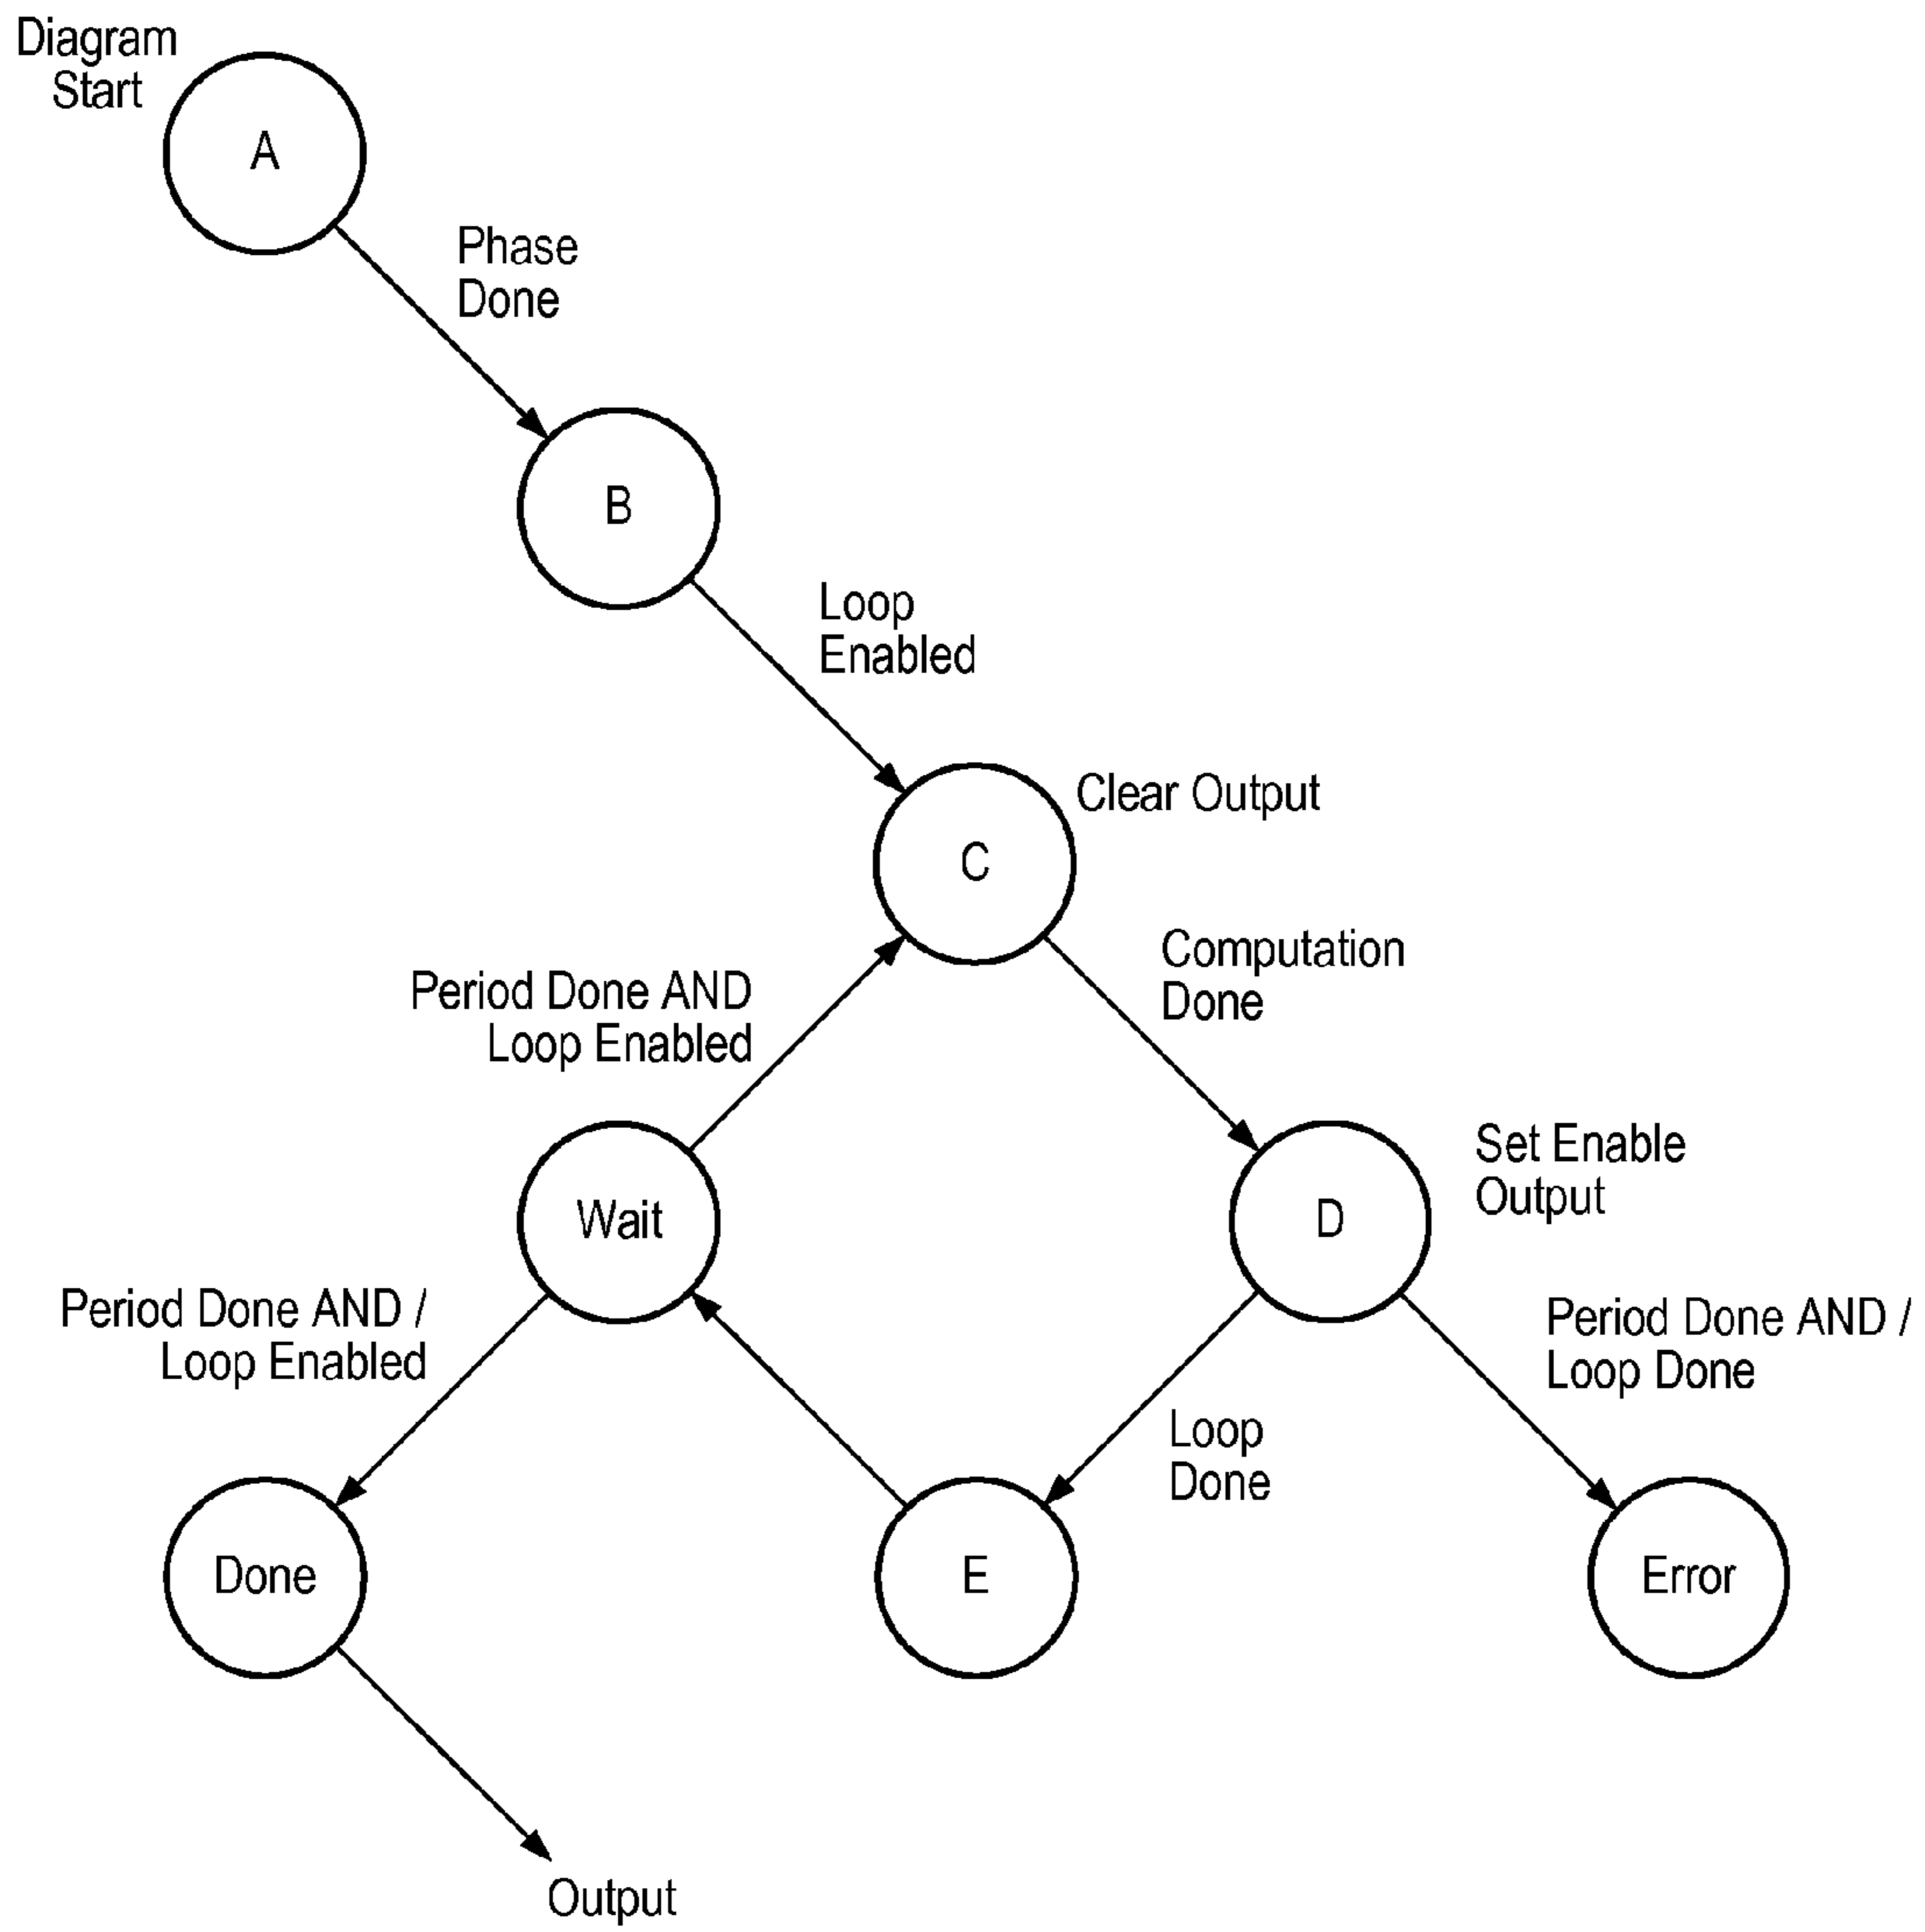 Diagram
Start
A
Phase
Done
B
Loop
Enabled
C
Clear Output
Computation
Done
Period Done AND
Loop Enabled
Wait
D
Set Enable
Output
Period Done AND /
Loop Enabled
Period Done AND /
Loop Done
Loop
Done
Done
E
Error
Output